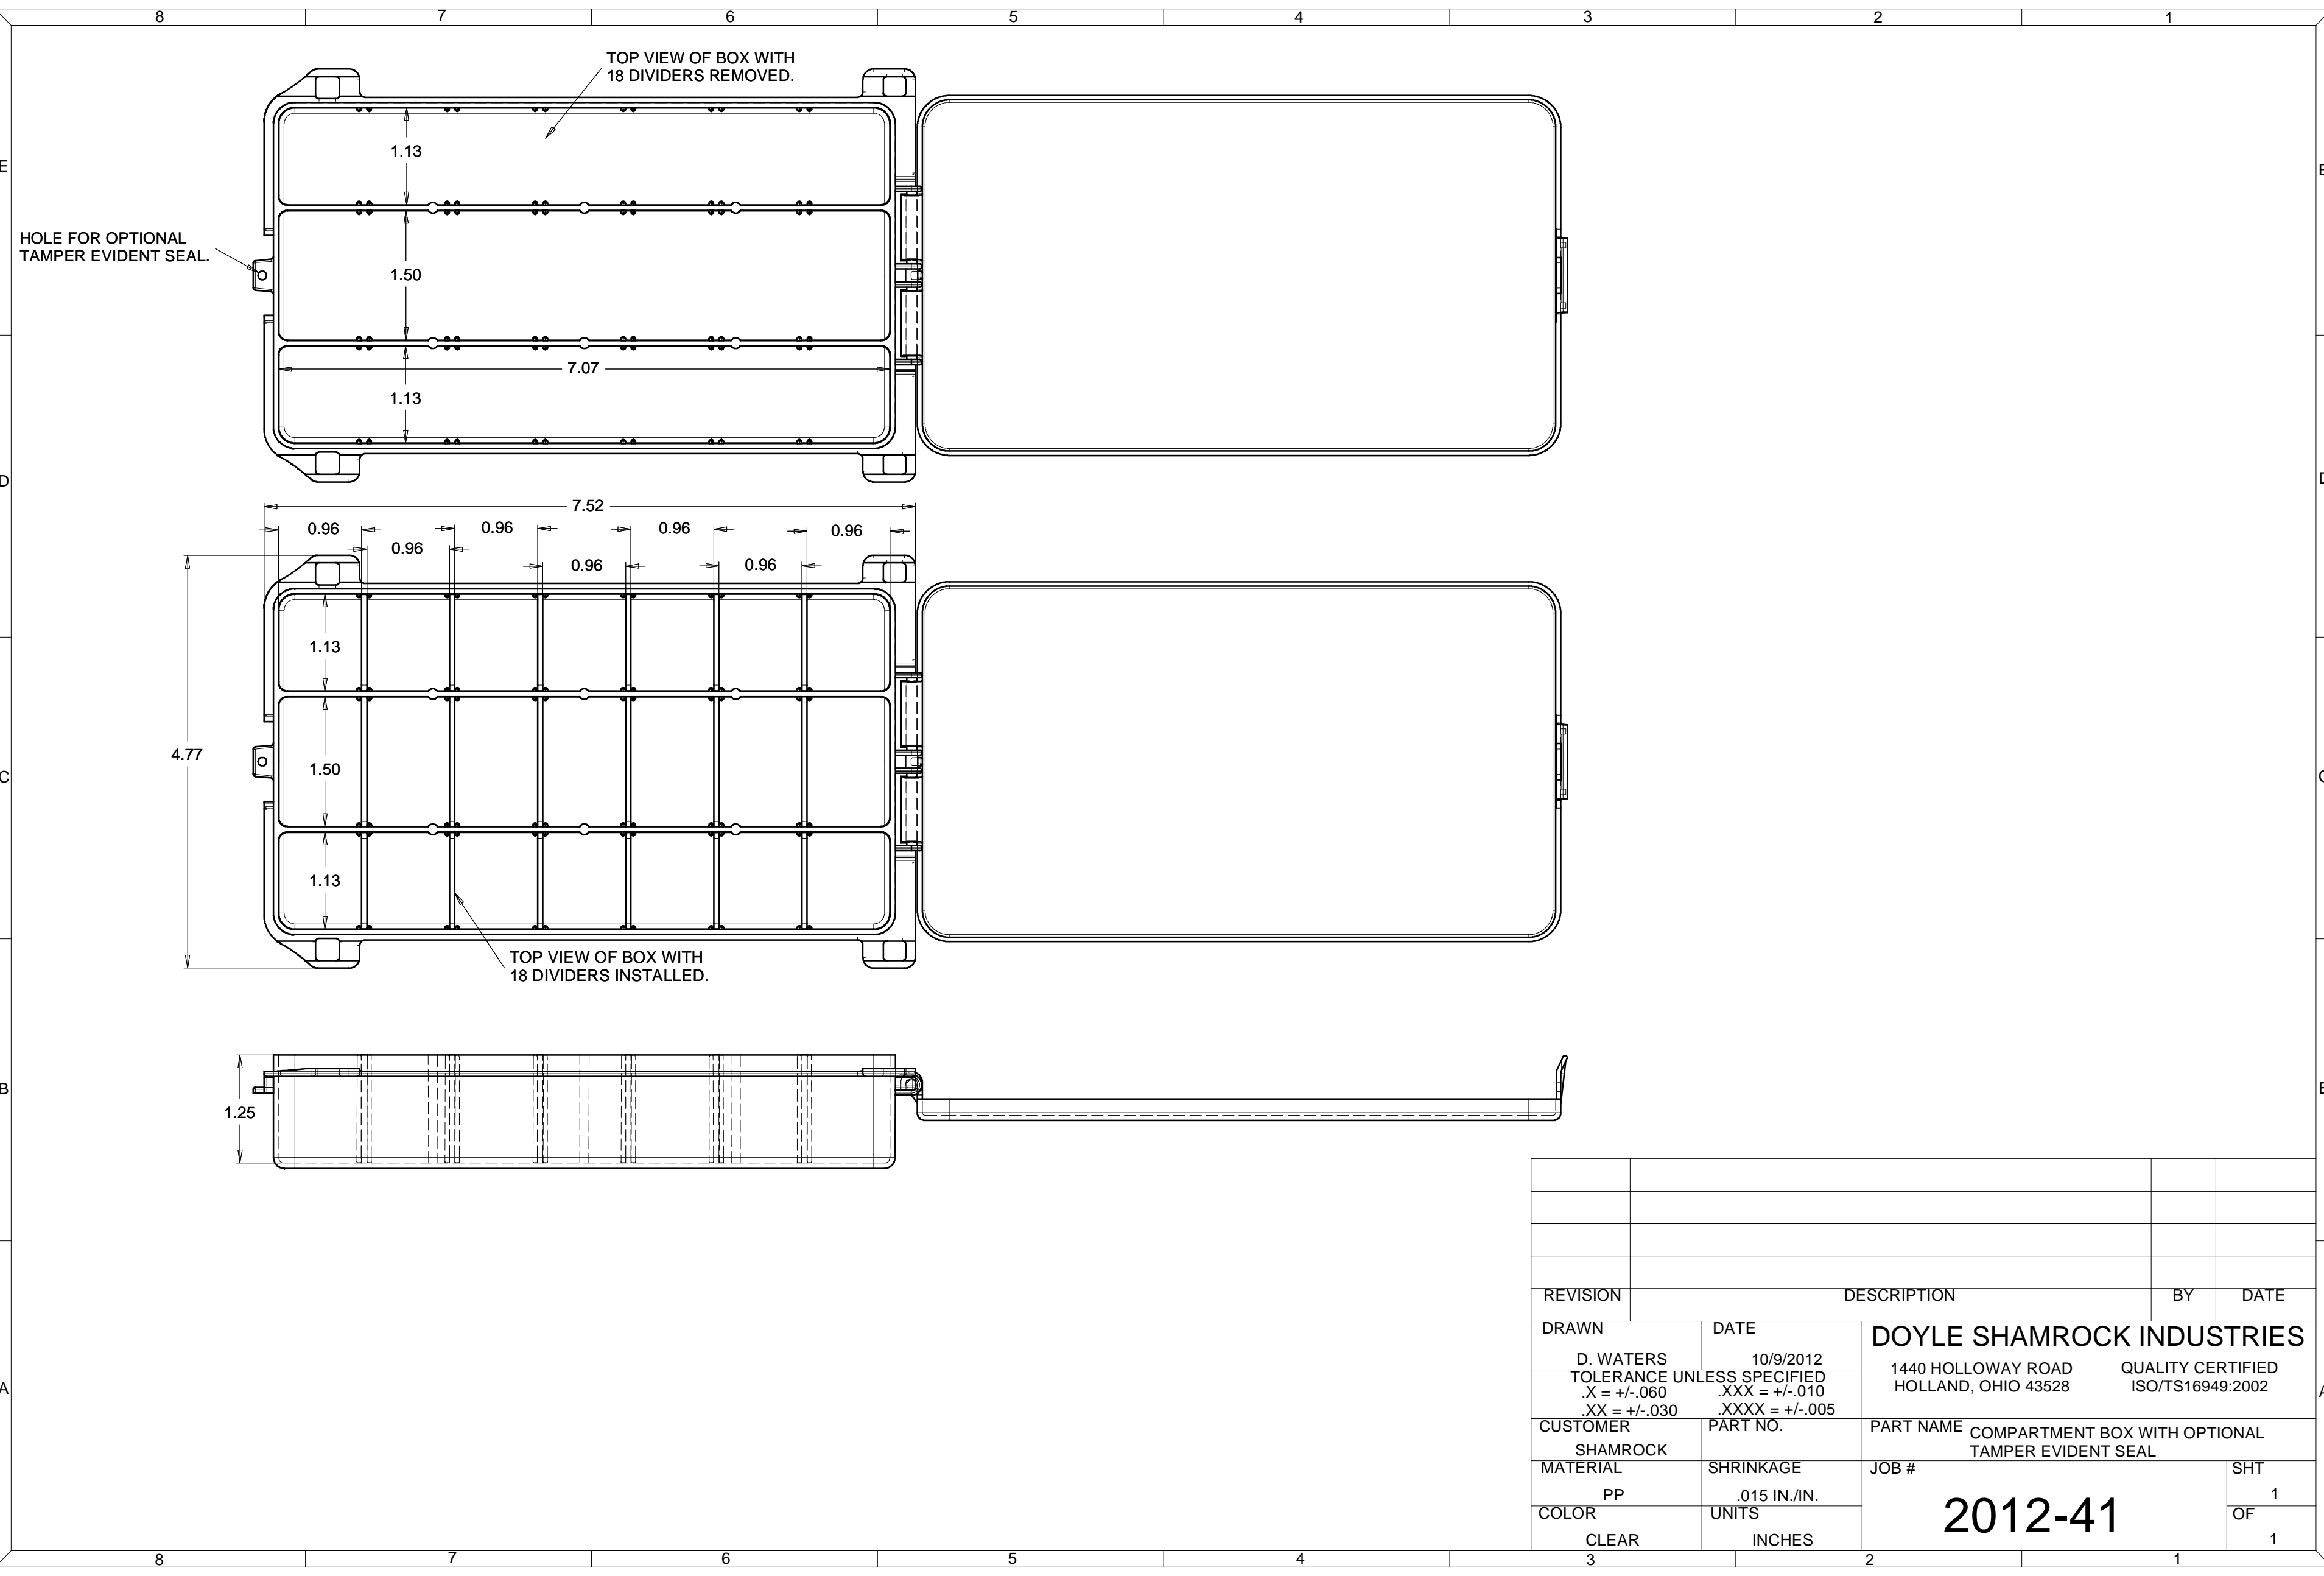 8 7 6 5 4 3 2 1
TOP VIEW OF BOX WITH
18 DIVIDERS REMOVED.
1.13
E E
HOLE FOR OPTIONAL
TAMPER EVIDENT SEAL.
1.50
7.07
1.13
D D
7.52
0.96 0.96 0.96 0.96
0.96 0.96 0.96
1.13
4.77
1.50
C C
1.13
TOP VIEW OF BOX WITH
18 DIVIDERS INSTALLED.
B B
1.25
REVISION DESCRIPTION BY DATE
DRAWN DATE
D. WATERS 10/9/2012
TOLERANCE UNLESS SPECIFIED
.X = +/-.060 .XXX = +/-.010
.XX = +/-.030 .XXXX = +/-.005
DOYLE SHAMROCK INDUSTRIES
1440 HOLLOWAY ROAD QUALITY CERTIFIED
HOLLAND, OHIO 43528 ISO/TS16949:2002
A A
CUSTOMER PART NO.
SHAMROCK
PART NAME COMPARTMENT BOX WITH OPTIONAL
TAMPER EVIDENT SEAL
MATERIAL SHRINKAGE
PP .015 IN./IN.
COLOR UNITS
CLEAR INCHES
JOB #
2012-41
SHT
1
OF
1
8 7 6 5 4 3 2 1